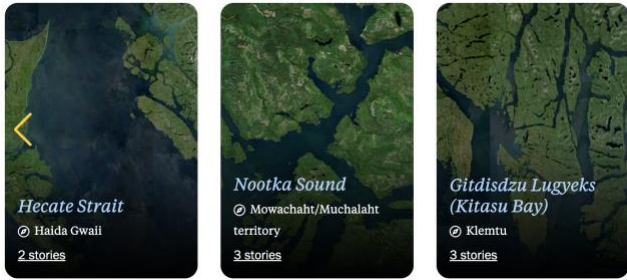 Hecate Strait
Haida Gwaii
2 stories
Nootka Sound
Mowachaht/Muchalaht
territory
3 stories
Gitdisdzu Lugyeks
(Kitasu Bay)
Klemtu
3 stories